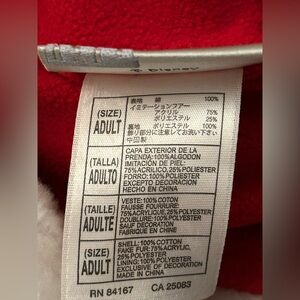 © Disney
(SIZE)
ADULT
表地 綿 100%
イミテーションファー
アクリル 75%
ポリエステル 25%
裏地 ポリエステル 100%
飾り部分に注意してお洗い下さい
中国製
(TALLA)
ADULTO
CAPA EXTERIOR DE LA
PRENDA:100%ALGODON
IMITACIÓN DE PIEL:
75%ACRILICO,25%POLIESTER
FORRO:100%POLIESTER
EXCEPTO DECORACION
HECHO EN CHINA
(TAILLE)
ADULTE
VESTE:100% COTON
FAUSSE FOURRURE:
75%ACRYLIQUE,25%POLYESTER
DOUBLURE:100%POLYESTER
SAUF DECORATION
FABRIQUE EN CHINE
(SIZE)
ADULT
SHELL:100% COTTON
FAKE FUR:75%ACRYLIC,
25%POLYESTER
LINING:100%POLYESTER
EXCLUSIVE OF DECORATION
MADE IN CHINA
RN 84167 CA 25083